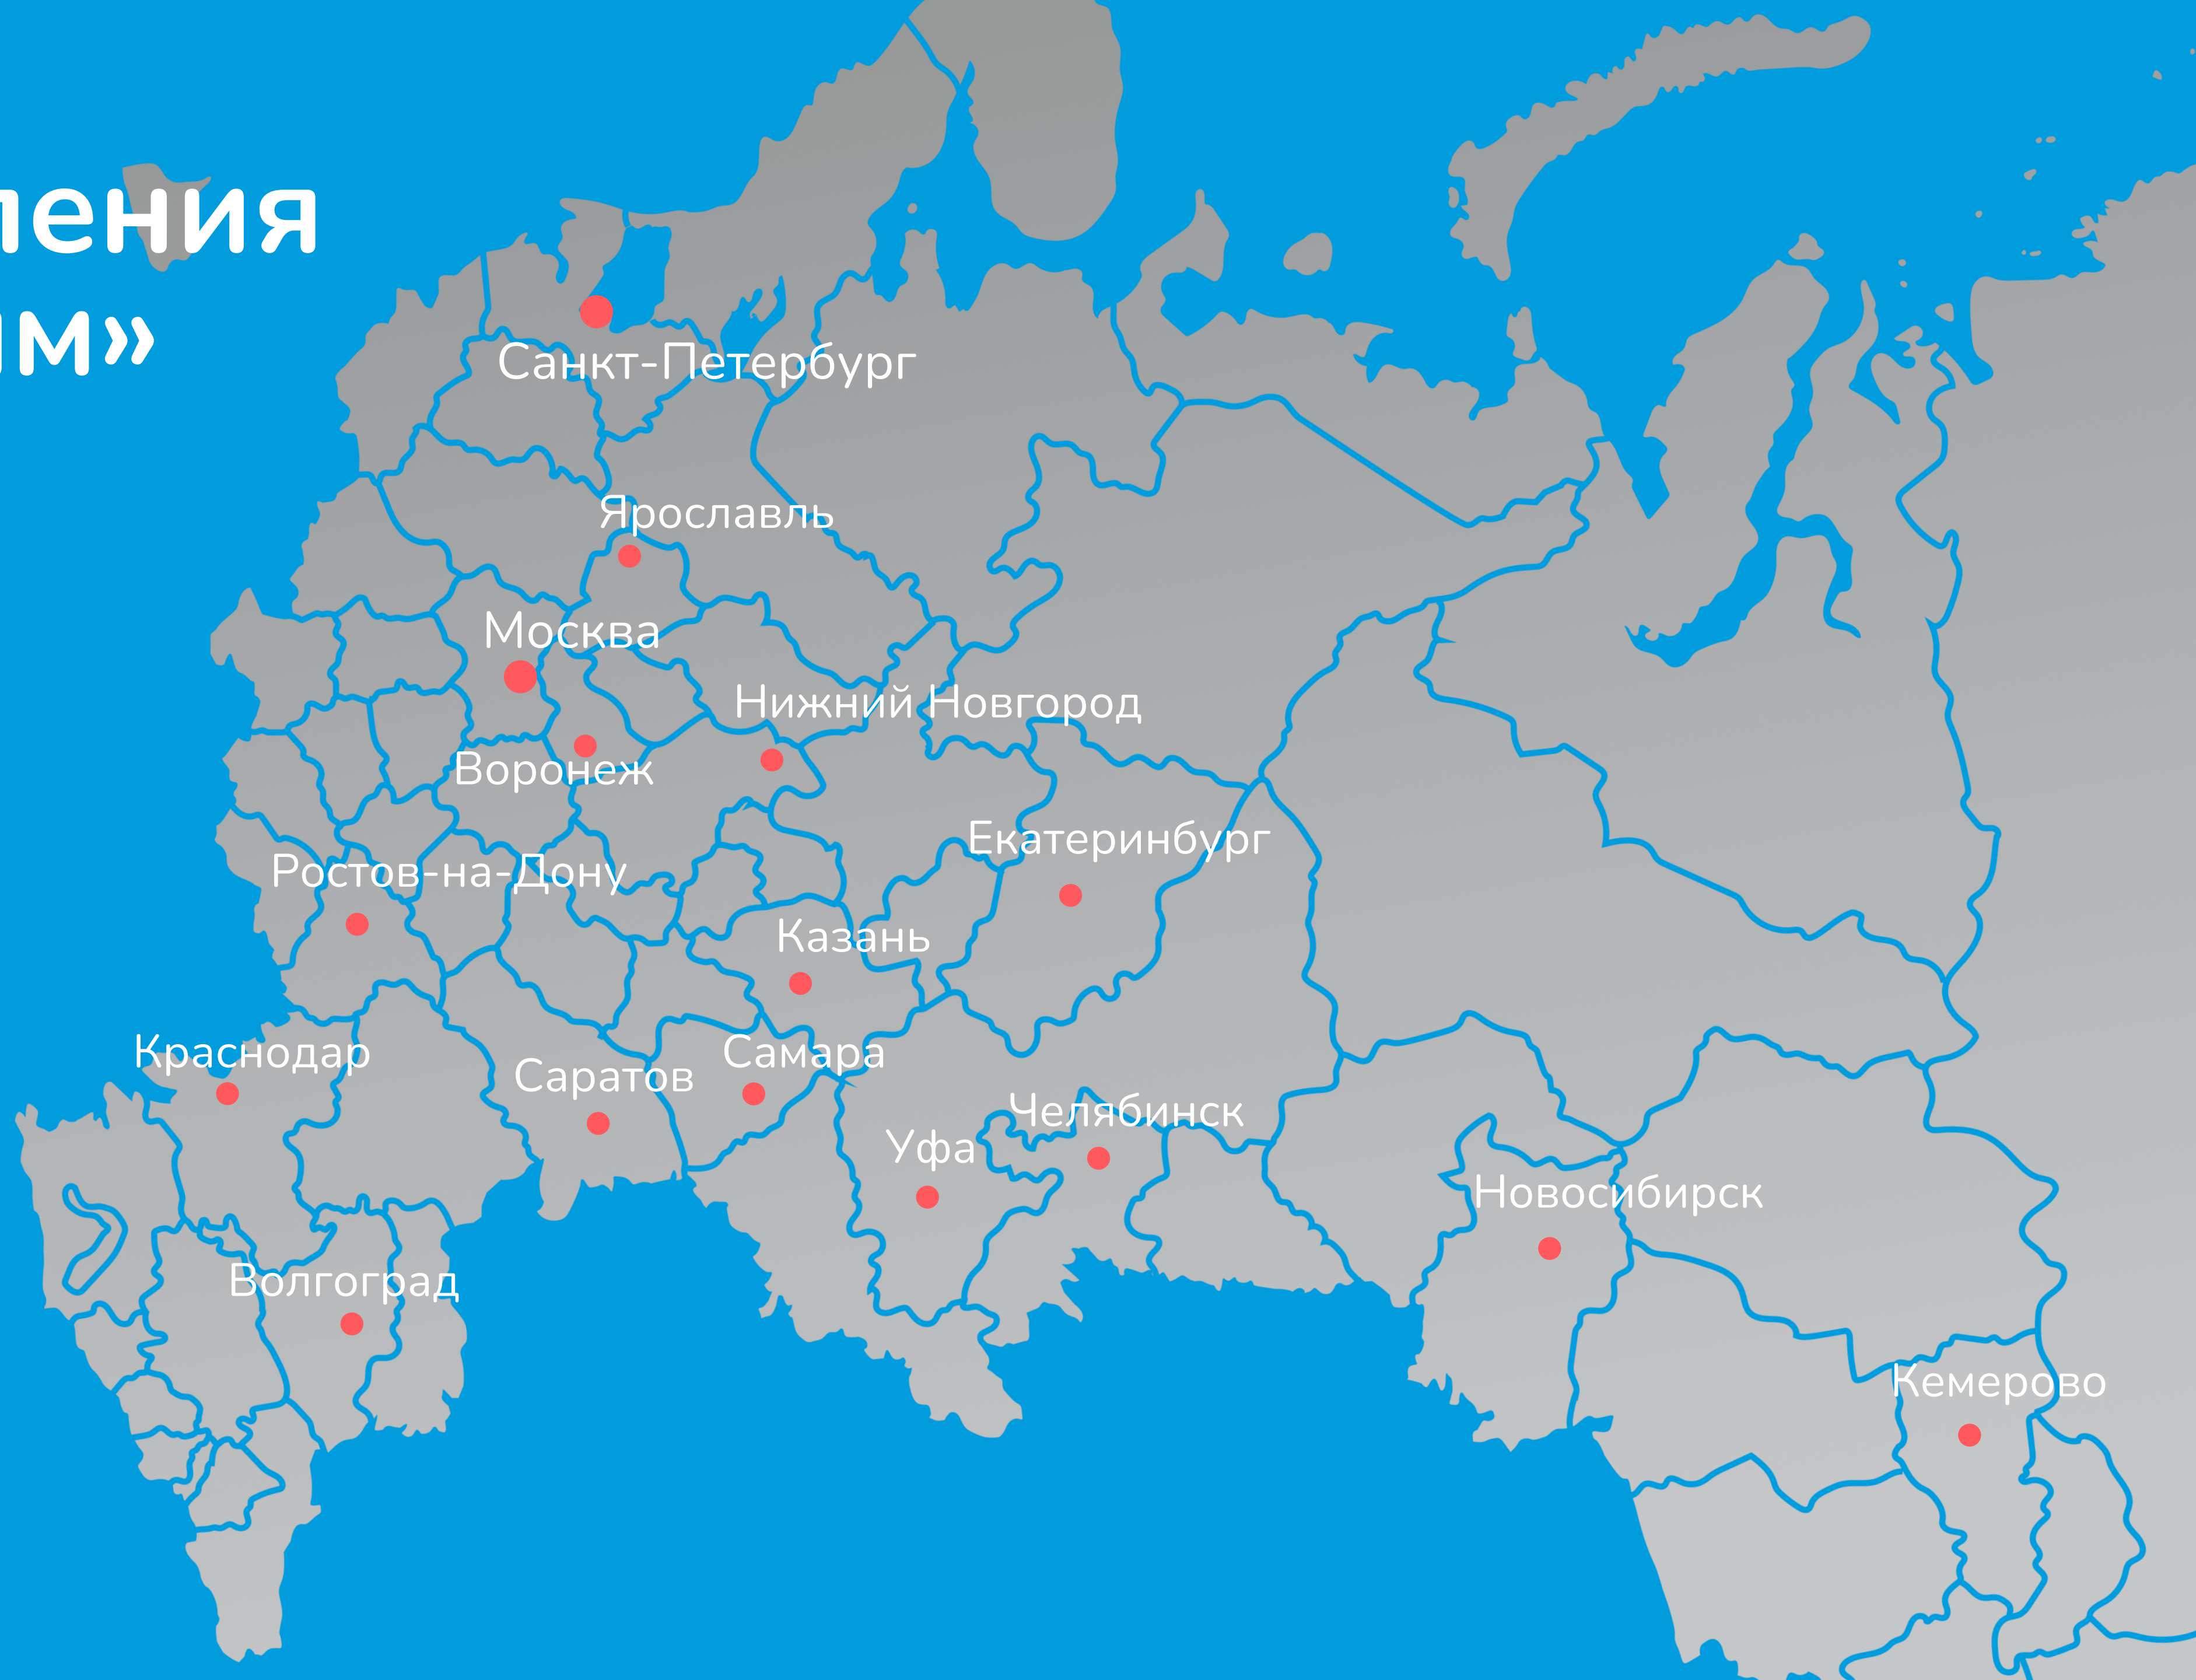 ления
м»
Санкт-Петербург
Ярославль
Москва
Нижний Новгород
Воронеж
Екатеринбург
Ростов-на-Дону
Казань
Краснодар
Самара
Саратов
Челябинск
Уфа
Новосибирск
Волгоград
Кемерово